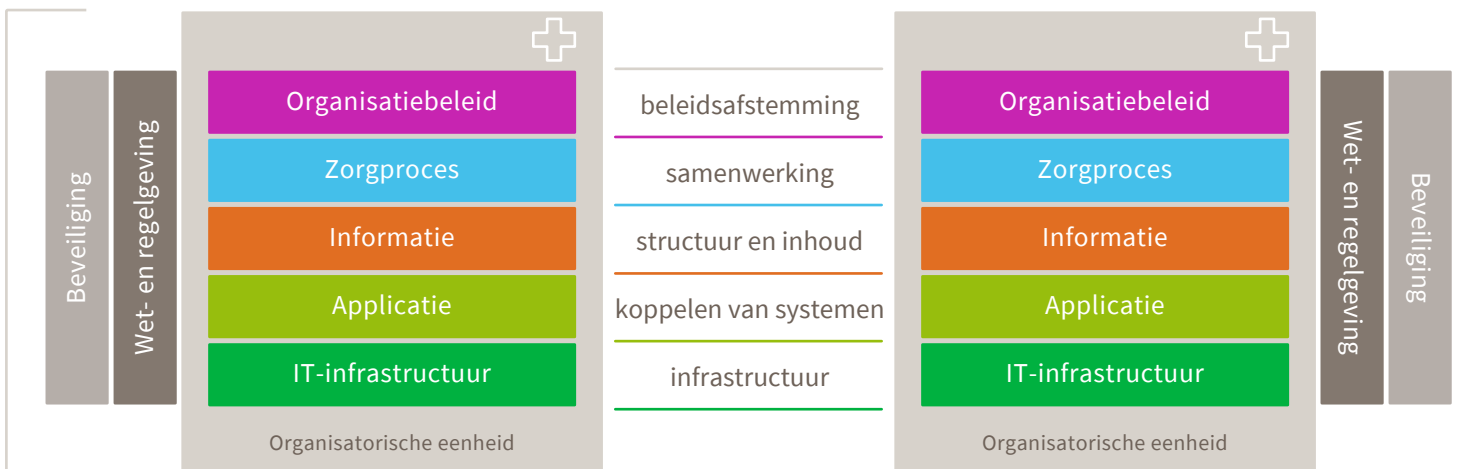 Beveiliging
Wet- en regelgeving
Organisatiebeleid
Zorgproces
Informatie
Applicatie
IT-infrastructuur
Organisatorische eenheid
beleidsafstemming
samenwerking
structuur en inhoud
koppelen van systemen
infrastructuur
Organisatiebeleid
Zorgproces
Informatie
Applicatie
IT-infrastructuur
Organisatorische eenheid
Wet- en regelgeving
Beveiliging